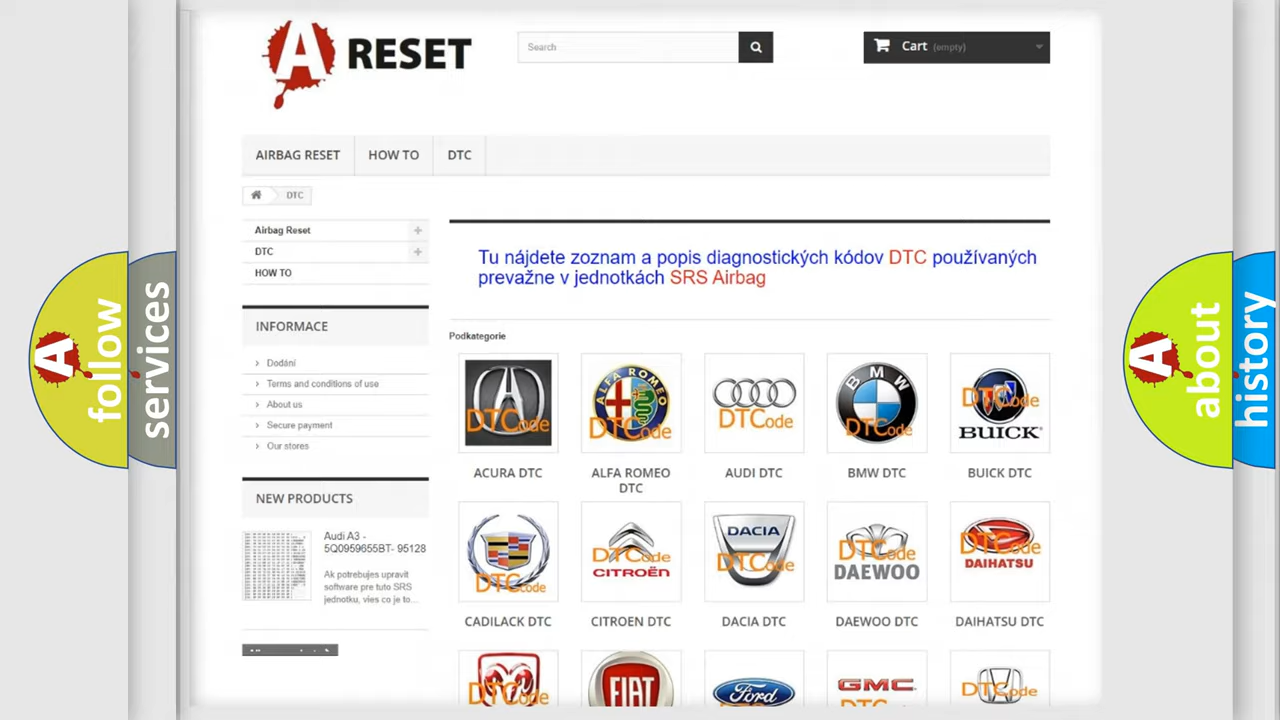 A RESET
Search
Cart (empty)
AIRBAG RESET
HOW TO
DTC
DTC
Airbag Reset
DTC
HOW TO
INFORMACE
Dodání
Terms and conditions of use
About us
Secure payment
Our stores
NEW PRODUCTS
Audi A3 -
5Q0959655BT- 95128
Ak potrebujes upravit
software pre tuto SRS
jednotku, vies co je to...
Tu nájdete zoznam a popis diagnostických kódov DTC používaných
prevažne v jednotkách SRS Airbag
Podkategorie
DTCode
ALFA ROMEO
DTCode
DTCode
BMW
DTCode
DTCode
BUICK
ACURA DTC
ALFA ROMEO
DTC
AUDI DTC
BMW DTC
BUICK DTC
DTCode
DTCode
CITROËN
DACIA
DTCode
DTCode
DAEWOO
DTCode
DAIHATSU
CADILACK DTC
CITROEN DTC
DACIA DTC
DAEWOO DTC
DAIHATSU DTC
DTCode
FIAT
Ford
GMC
DTCode
A follow
services
A about
history